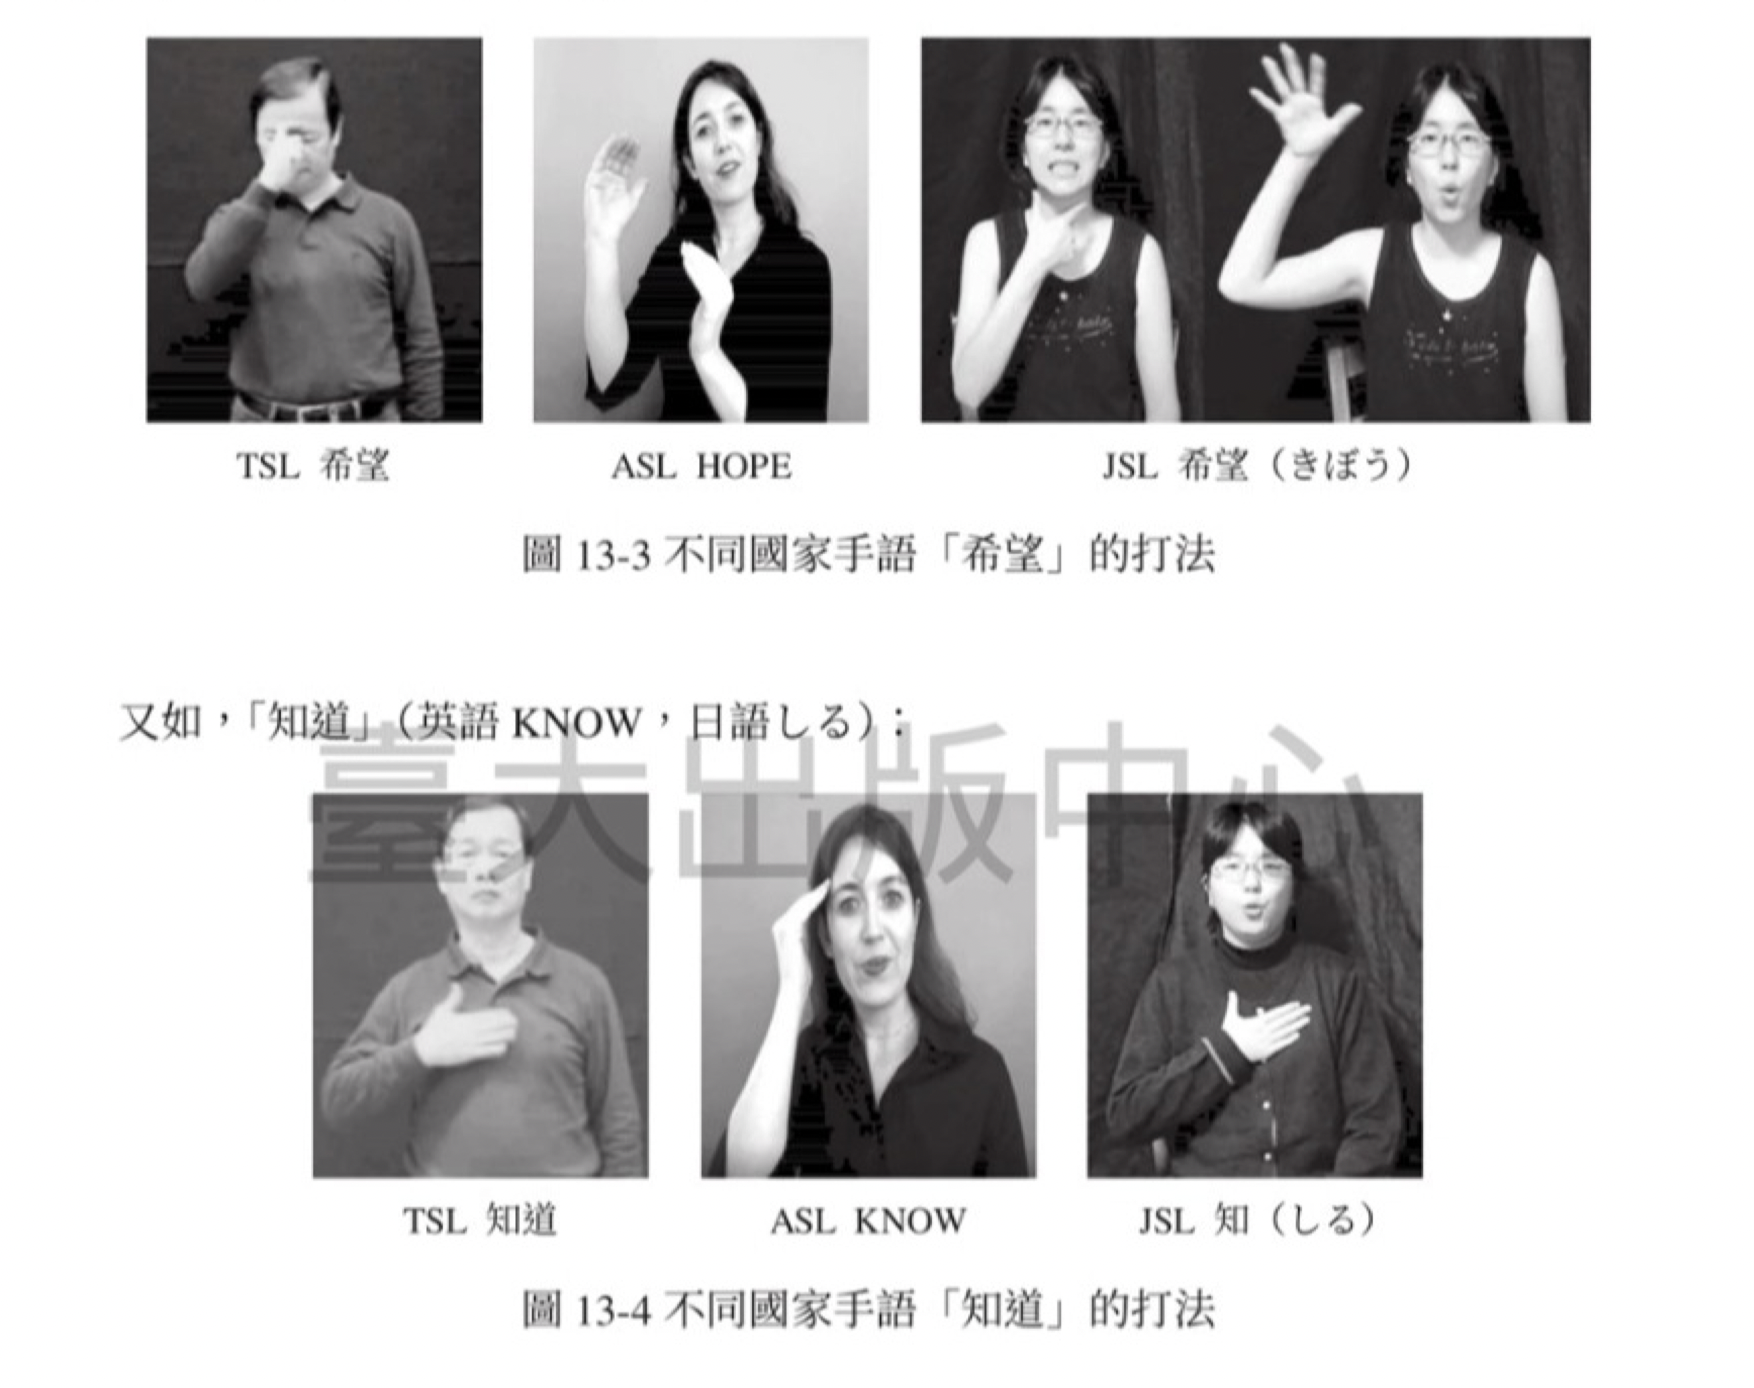 TSL 希望 ASL HOPE JSL 希望（きぼう）
圖 13-3 不同國家手語「希望」的打法
又如，「知道」（英語 KNOW，日語しる）：
臺大出版中心
TSL 知道 ASL KNOW JSL 知（しる）
圖 13-4 不同國家手語「知道」的打法